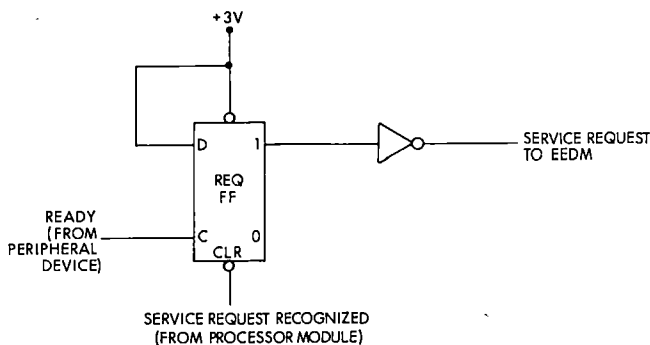 +3V
D
1
REQ
FF
C
0
CLR
READY
(FROM
PERIPHERAL
DEVICE)
SERVICE REQUEST
TO EEDM
SERVICE REQUEST RECOGNIZED
(FROM PROCESSOR MODULE)